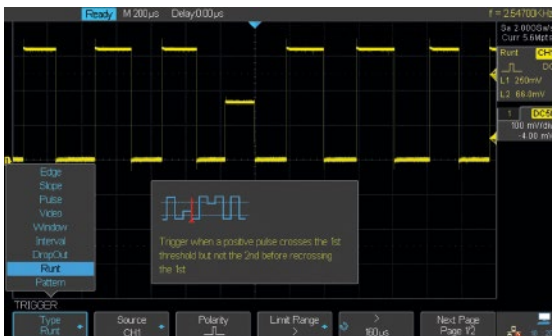 Ready M 200μs Delay:0.00μs f = 2.54700KHz
Sa 2.00GSa/s
Curr 5.6Mpts
Runt CH1
DC
L1 250mV
L2 66.0mV
1 DC50
100 mV/div
-4.00 mV
Edge
Slope
Pulse
Video
Window
Interval
DropOut
Runt
Pattern
Trigger when a positive pulse crosses the 1st
threshold but not the 2nd before recrossing
the 1st
TRIGGER
Type Source Polarity Limit Range > Next Page
Runt CH1 > 160μs Page 1/2